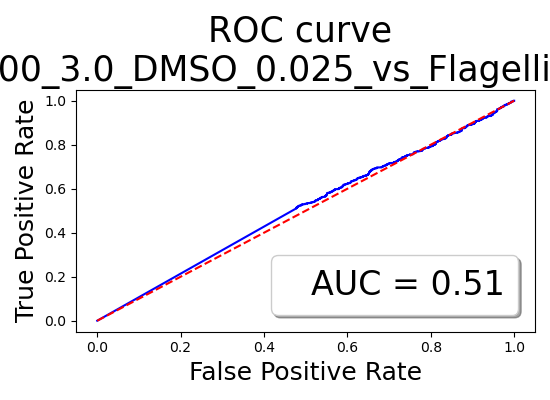 ROC curve
00_3.0_DMSO_0.025_vs_Flagelli
1.0
0.8
0.6
0.4
0.2
0.0
True Positive Rate
AUC = 0.51
0.0 0.2 0.4 0.6 0.8 1.0
False Positive Rate